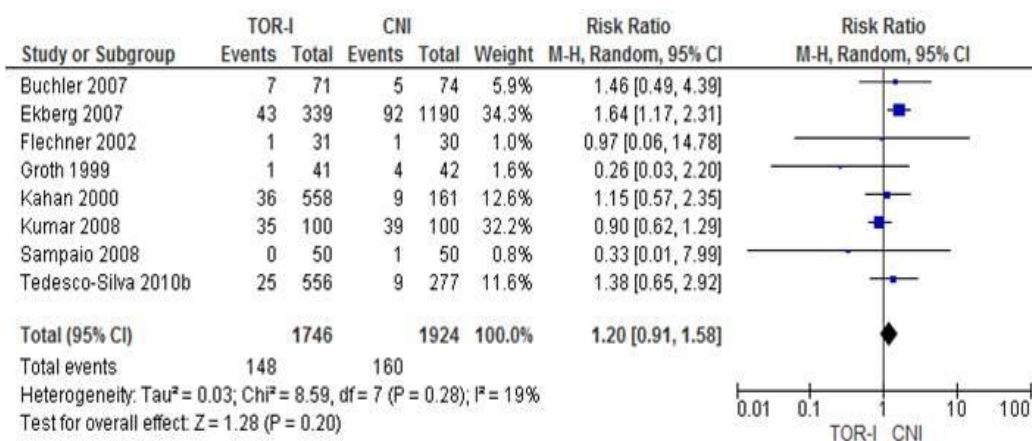 TOR-I CNI Risk Ratio Risk Ratio
Study or Subgroup Events Total Events Total Weight M-H, Random, 95% CI M-H, Random, 95% CI
Buchler 2007 7 71 5 74 5.9% 1.46 [0.49, 4.39]
Ekberg 2007 43 339 92 1190 34.3% 1.64 [1.17, 2.31]
Flechner 2002 1 31 1 30 1.0% 0.97 [0.06, 14.78]
Groth 1999 1 41 4 42 1.6% 0.26 [0.03, 2.20]
Kahan 2000 36 558 9 161 12.6% 1.15 [0.57, 2.35]
Kumar 2008 35 100 39 100 32.2% 0.90 [0.62, 1.29]
Sampaio 2008 0 50 1 50 0.8% 0.33 [0.01, 7.99]
Tedesco-Silva 2010b 25 556 9 277 11.6% 1.38 [0.65, 2.92]
Total (95% CI) 1746 1924 100.0% 1.20 [0.91, 1.58]
Total events 148 160
Heterogeneity: Tau² = 0.03; Chi² = 8.59, df = 7 (P = 0.28); I² = 19%
Test for overall effect: Z = 1.28 (P = 0.20)
0.01 0.1 1 10 100
TOR-I CNI